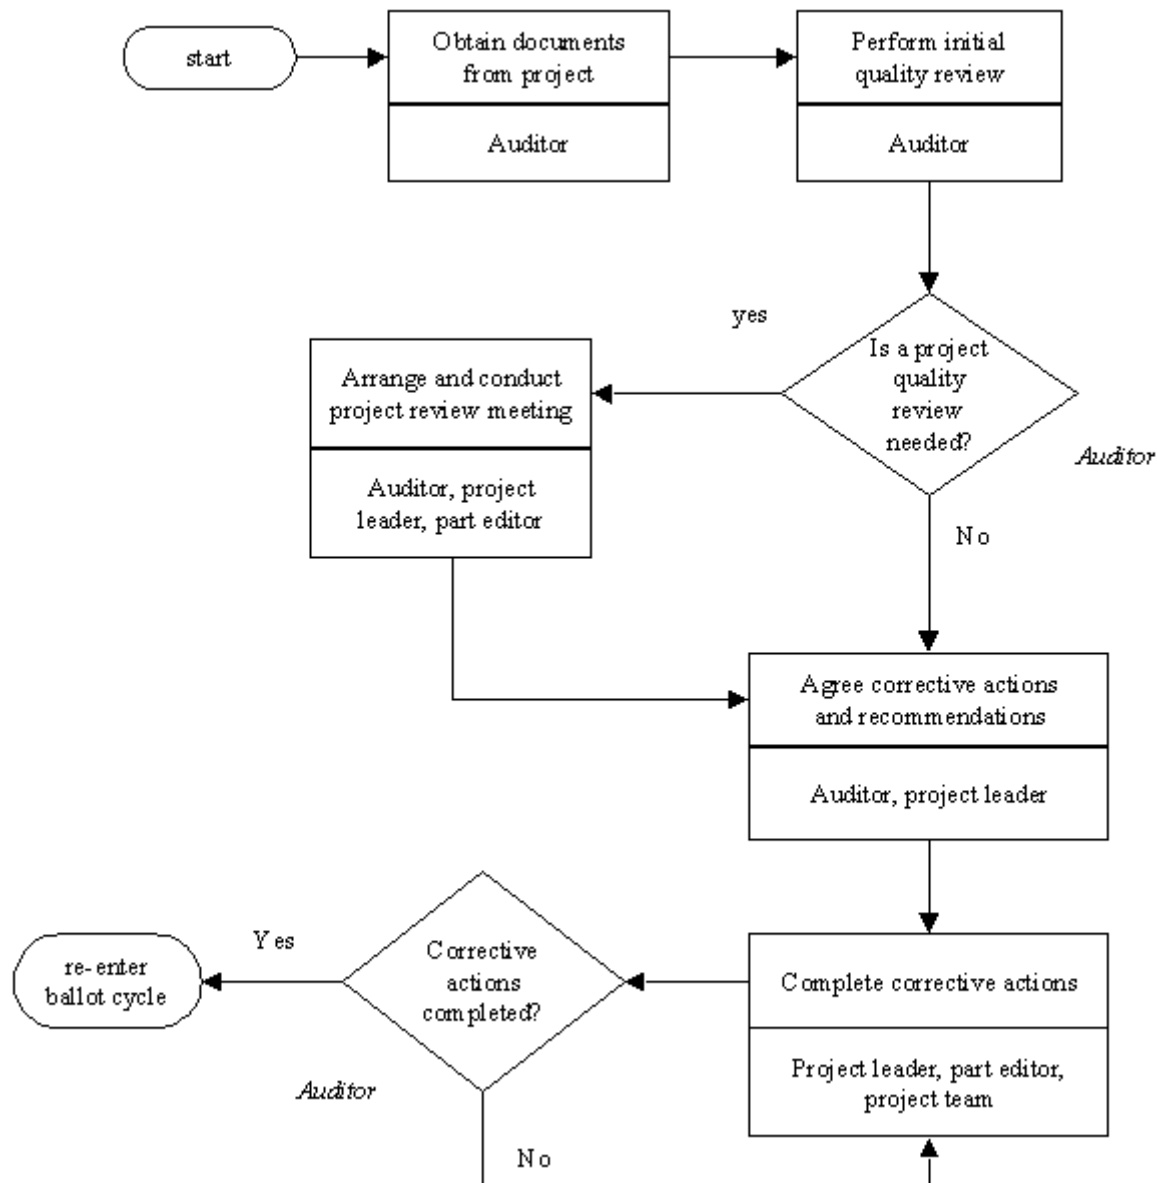 start
Obtain documents
from project
Auditor
Perform initial
quality review
Auditor
yes
Is a project
quality
review
needed?
Auditor
Arrange and conduct
project review meeting
Auditor, project
leader, part editor
No
Agree corrective actions
and recommendations
Auditor, project leader
Yes
re-enter
ballot cycle
Corrective
actions
completed?
Auditor
No
Complete corrective actions
Project leader, part editor,
project team